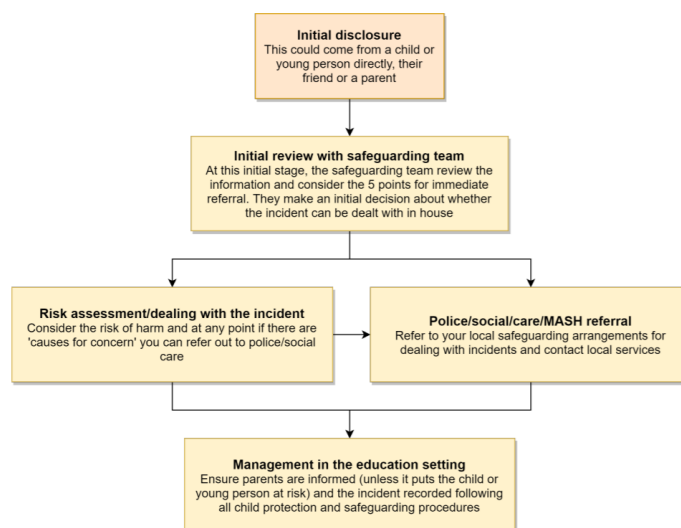 Initial disclosure
This could come from a child or
young person directly, their
friend or a parent
Initial review with safeguarding team
At this initial stage, the safeguarding team review the
information and consider the 5 points for immediate
referral. They make an initial decision about whether
the incident can be dealt with in house
Risk assessment/dealing with the incident
Consider the risk of harm and at any point if there are
'causes for concern' you can refer out to police/social
care
Police/social/care/MASH referral
Refer to your local safeguarding arrangements for
dealing with incidents and contact local services
Management in the education setting
Ensure parents are informed (unless it puts the child or
young person at risk) and the incident recorded following
all child protection and safeguarding procedures